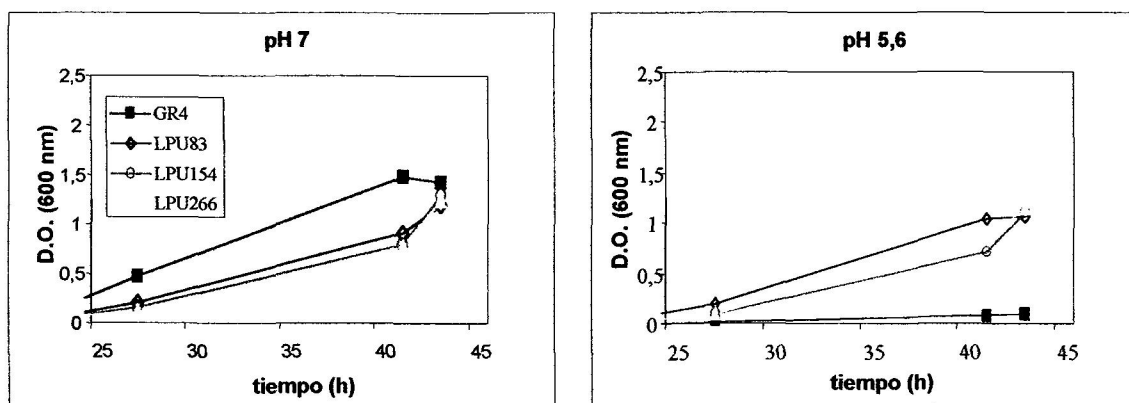 pH 7
2,5
2
1,5
1
0,5
0
D.O. (600 nm)
GR4
LPU83
LPU154
LPU266
25 30 35 40 45
tiempo (h)
pH 5,6
2,5
2
1,5
1
0,5
0
D.O. (600 nm)
25 30 35 40 45
tiempo (h)